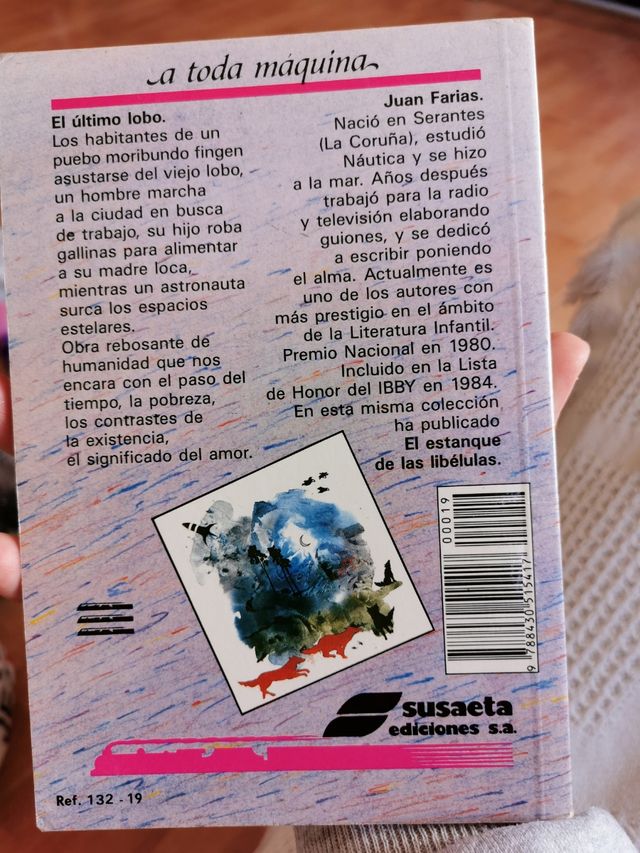 a toda máquina
El último lobo.
Los habitantes de un
puebo moribundo fingen
asustarse del viejo lobo,
un hombre marcha
a la ciudad en busca
de trabajo, su hijo roba
gallinas para alimentar
a su madre loca,
mientras un astronauta
surca los espacios
estelares.
Obra rebosante de
humanidad que nos
encara con el paso del
tiempo, la pobreza,
los contrastes de
la existencia,
el significado del amor.
Juan Farias.
Nació en Serantes
(La Coruña), estudió
Náutica y se hizo
a la mar. Años después
trabajó para la radio
y televisión elaborando
guiones, y se dedicó
a escribir poniendo
el alma. Actualmente es
uno de los autores con
más prestigio en el ámbito
de la Literatura Infantil.
Premio Nacional en 1980.
Incluido en la Lista
de Honor del IBBY en 1984.
En esta misma colección
ha publicado
El estanque
de las libélulas.
00019
9 788430 515417
susaeta
ediciones s.a.
Ref. 132 - 19